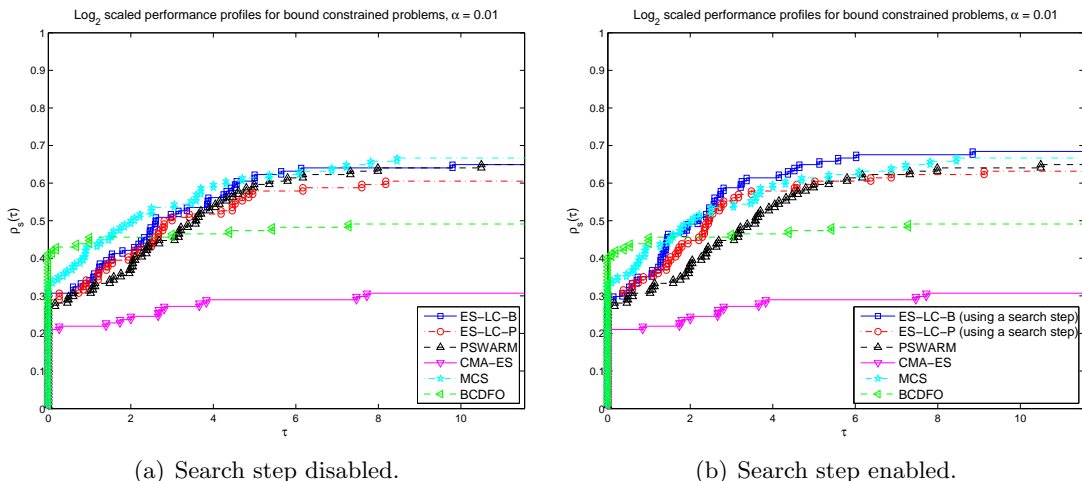 Log2 scaled performance profiles for bound constrained problems, α = 0.01
1
0.9
0.8
0.7
0.6
0.5
0.4
0.3
0.2
0.1
0
ρs(τ)
0 2 4 6 8 10
τ
ES−LC−B
ES−LC−P
PSWARM
CMA−ES
MCS
BCDFO
(a) Search step disabled.
Log2 scaled performance profiles for bound constrained problems, α = 0.01
1
0.9
0.8
0.7
0.6
0.5
0.4
0.3
0.2
0.1
0
ρs(τ)
0 2 4 6 8 10
τ
ES−LC−B (using a search step)
ES−LC−P (using a search step)
PSWARM
CMA−ES
MCS
BCDFO
(b) Search step enabled.